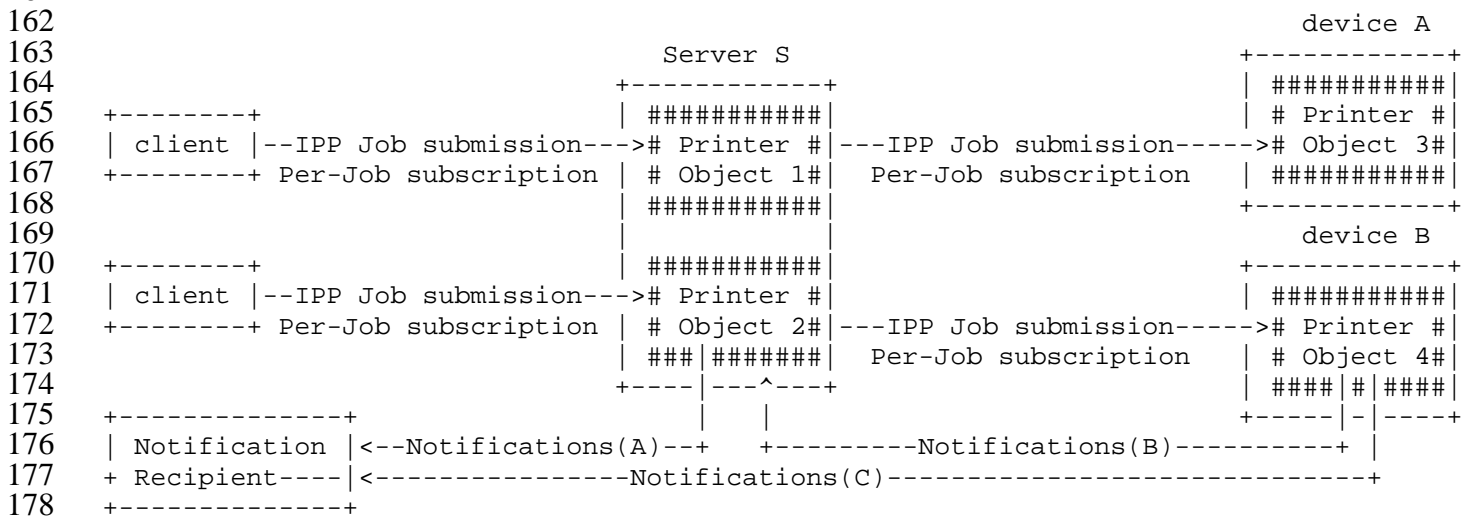 162                                                                          device A
163                                    Server S                          +------------+
164                                 +------------+                       | ###########|
165  +--------+                     | ###########|                       | # Printer #|
166  | client |--IPP Job submission---># Printer #|---IPP Job submission-----># Object 3#|
167  +--------+ Per-Job subscription | # Object 1#|  Per-Job subscription   | ###########|
168                                 | ###########|                       +------------+
169                                 |            |                          device B
170  +--------+                     | ###########|                       +------------+
171  | client |--IPP Job submission---># Printer #|                       | ###########|
172  +--------+ Per-Job subscription | # Object 2#|---IPP Job submission-----># Printer #|
173                                 | ###|#######|  Per-Job subscription   | # Object 4#|
174                                 +----|---^---+                       | ####|#|####|
175  +--------------+                    |   |                           +-----|-|----+
176  | Notification |<--Notifications(A)--+   +---------Notifications(B)----------+ |
177  + Recipient----|<----------------Notifications(C)-------------------------------+
178  +--------------+